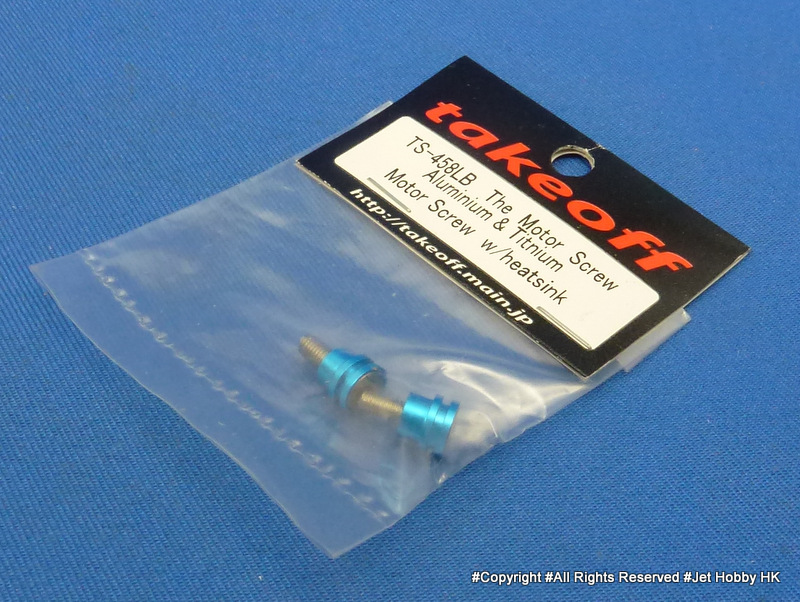 takeoff
TS-458LB The Motor Screw
Aluminium & Titnium
Motor Screw w/heatsink
http://takeoff.main.jp
#Copyright #All Rights Reserved #Jet Hobby HK